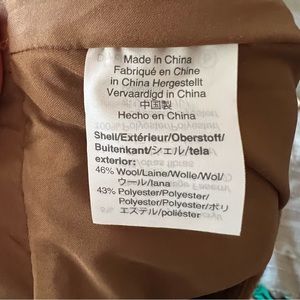 Made in China
Fabriqué en Chine
in China Hergestellt
Vervaardigd in China
中国製
Hecho en China
Shell/Extérieur/Oberstoff/
Buitenkant/シェル/tela
exterior:
46% Wool/Laine/Wolle/Wol/
ウール/lana
43% Polyester/Polyester/
Polyester/Polyester/ポリ
エステル/poliéster